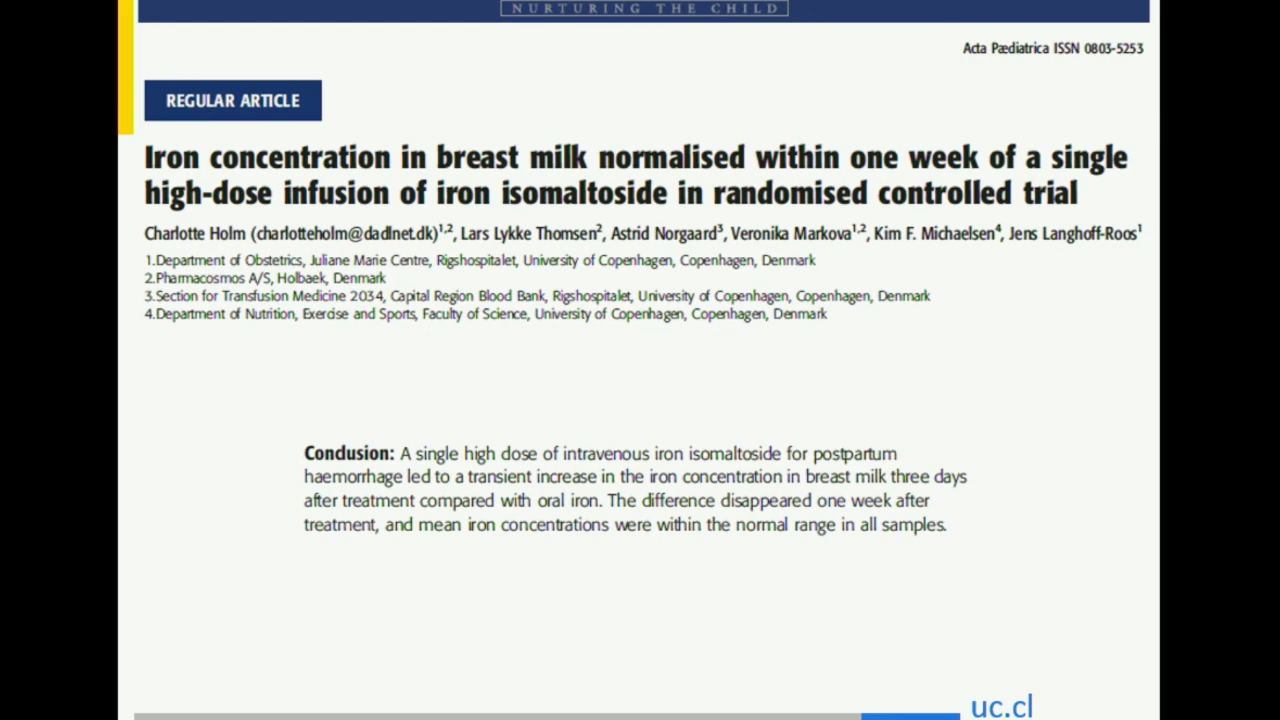 NURTURING THE CHILD
Acta Pædiatrica ISSN 0803-5253
REGULAR ARTICLE
Iron concentration in breast milk normalised within one week of a single
high-dose infusion of iron isomaltoside in randomised controlled trial
Charlotte Holm (charlotteholm@dadlnet.dk)1,2, Lars Lykke Thomsen2, Astrid Norgaard3, Veronika Markova1,2, Kim F. Michaelsen4, Jens Langhoff-Roos1
1.Department of Obstetrics, Juliane Marie Centre, Rigshospitalet, University of Copenhagen, Copenhagen, Denmark
2.Pharmacosmos A/S, Holbaek, Denmark
3.Section for Transfusion Medicine 2034, Capital Region Blood Bank, Rigshospitalet, University of Copenhagen, Copenhagen, Denmark
4.Department of Nutrition, Exercise and Sports, Faculty of Science, University of Copenhagen, Copenhagen, Denmark
Conclusion: A single high dose of intravenous iron isomaltoside for postpartum
haemorrhage led to a transient increase in the iron concentration in breast milk three days
after treatment compared with oral iron. The difference disappeared one week after
treatment, and mean iron concentrations were within the normal range in all samples.
uc.cl